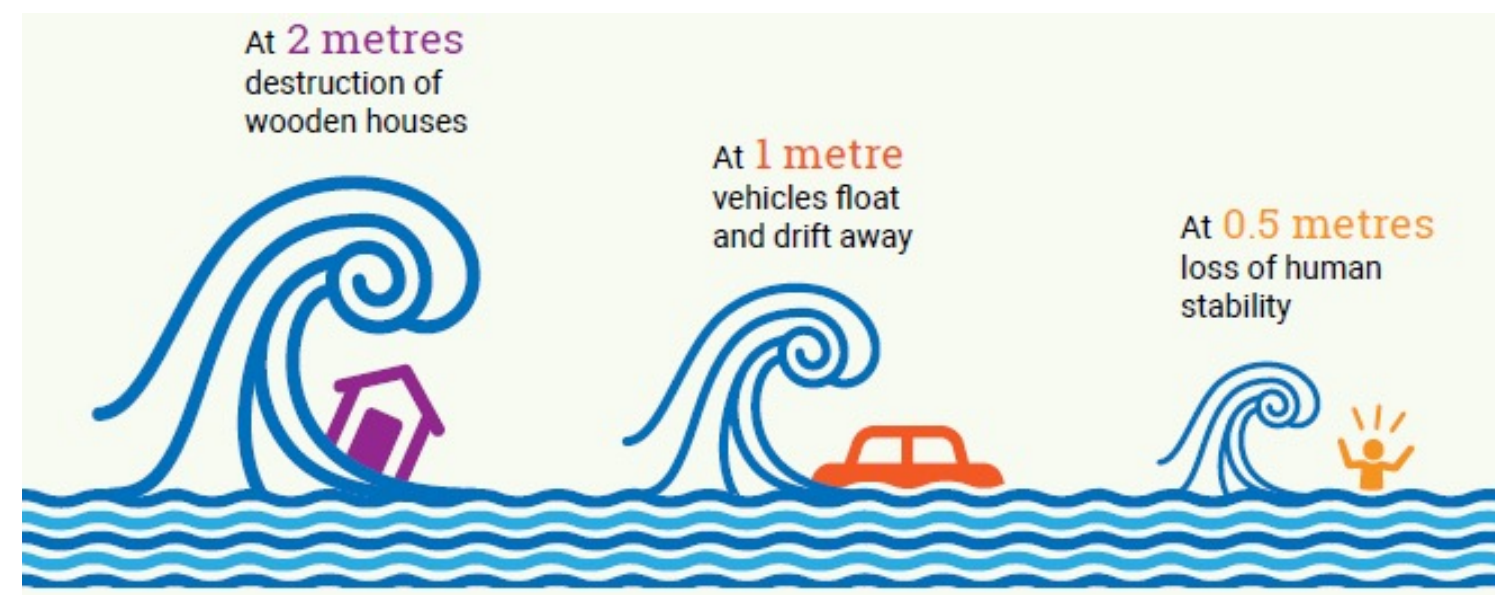 At 2 metres
destruction of
wooden houses
At 1 metre
vehicles float
and drift away
At 0.5 metres
loss of human
stability